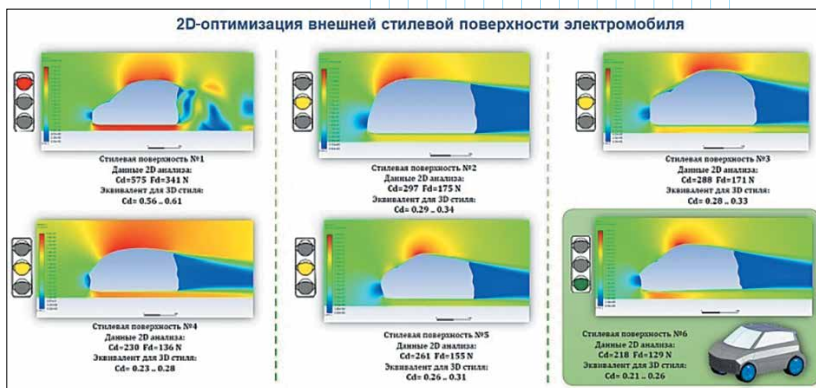 2D-оптимизация внешней стилевой поверхности электромобиля
Стилевая поверхность №1
Данные 2D анализа:
Cd=575 Fd=341 N
Эквивалент для 3D стиля:
Cd= 0.56 .. 0.61
Стилевая поверхность №2
Данные 2D анализа:
Cd=297 Fd=175 N
Эквивалент для 3D стиля:
Cd= 0.29 .. 0.34
Стилевая поверхность №3
Данные 2D анализа:
Cd=288 Fd=171 N
Эквивалент для 3D стиля:
Cd= 0.28 .. 0.33
Стилевая поверхность №4
Данные 2D анализа:
Cd=230 Fd=136 N
Эквивалент для 3D стиля:
Cd= 0.23 .. 0.28
Стилевая поверхность №5
Данные 2D анализа:
Cd=261 Fd=155 N
Эквивалент для 3D стиля:
Cd= 0.26 .. 0.31
Стилевая поверхность №6
Данные 2D анализа:
Cd=218 Fd=129 N
Эквивалент для 3D стиля:
Cd= 0.21 .. 0.26